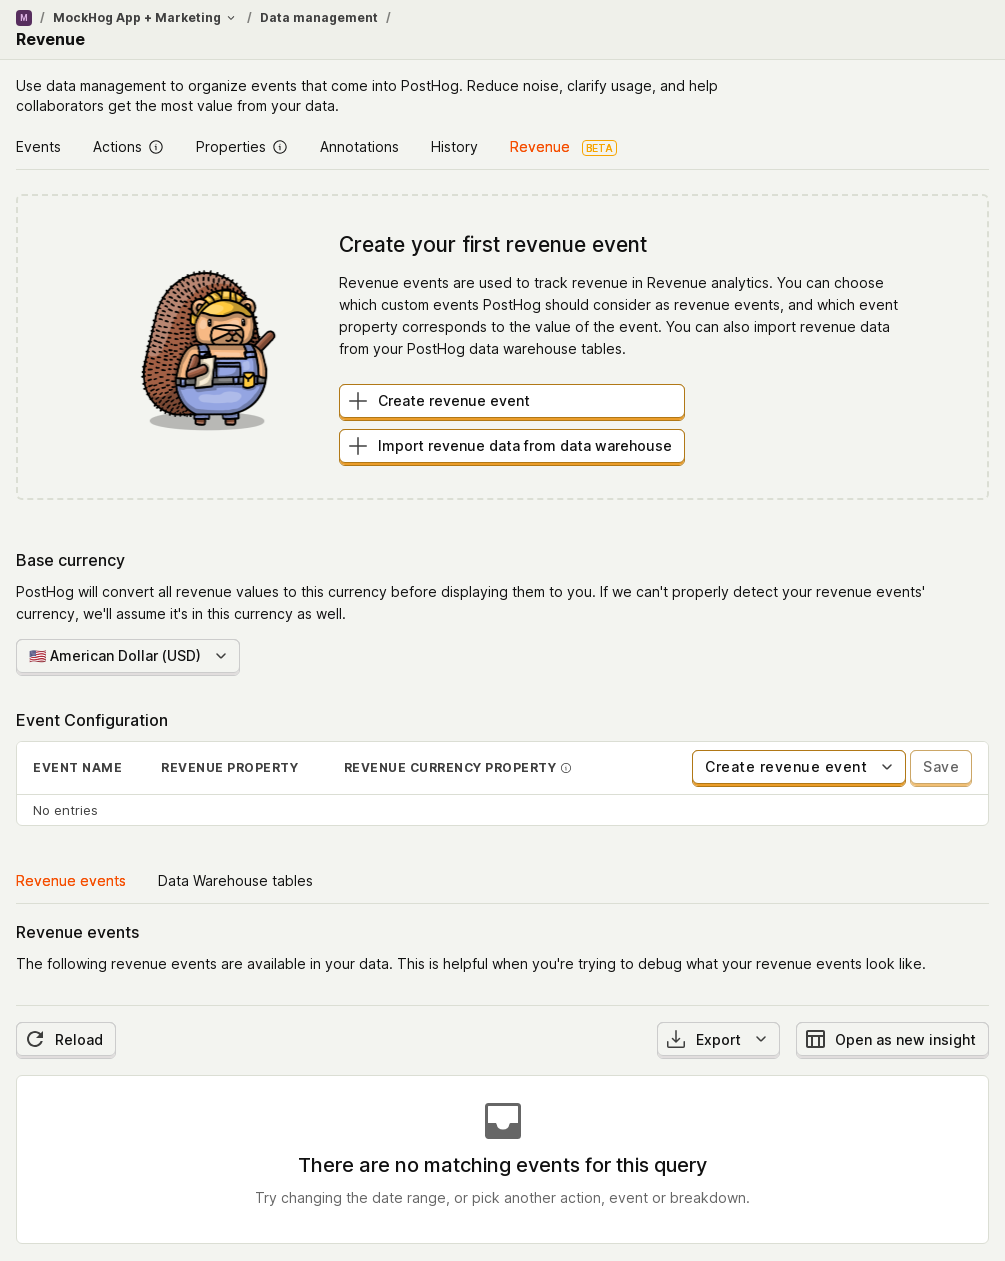 M / MockHog App + Marketing / Data management /
Revenue
Use data management to organize events that come into PostHog. Reduce noise, clarify usage, and help
collaborators get the most value from your data.
Events Actions Properties Annotations History Revenue BETA
Create your first revenue event
Revenue events are used to track revenue in Revenue analytics. You can choose
which custom events PostHog should consider as revenue events, and which event
property corresponds to the value of the event. You can also import revenue data
from your PostHog data warehouse tables.
Create revenue event
Import revenue data from data warehouse
Base currency
PostHog will convert all revenue values to this currency before displaying them to you. If we can't properly detect your revenue events'
currency, we'll assume it's in this currency as well.
🇺🇸 American Dollar (USD)
Event Configuration
EVENT NAME REVENUE PROPERTY REVENUE CURRENCY PROPERTY Create revenue event Save
No entries
Revenue events Data Warehouse tables
Revenue events
The following revenue events are available in your data. This is helpful when you're trying to debug what your revenue events look like.
Reload Export Open as new insight
There are no matching events for this query
Try changing the date range, or pick another action, event or breakdown.